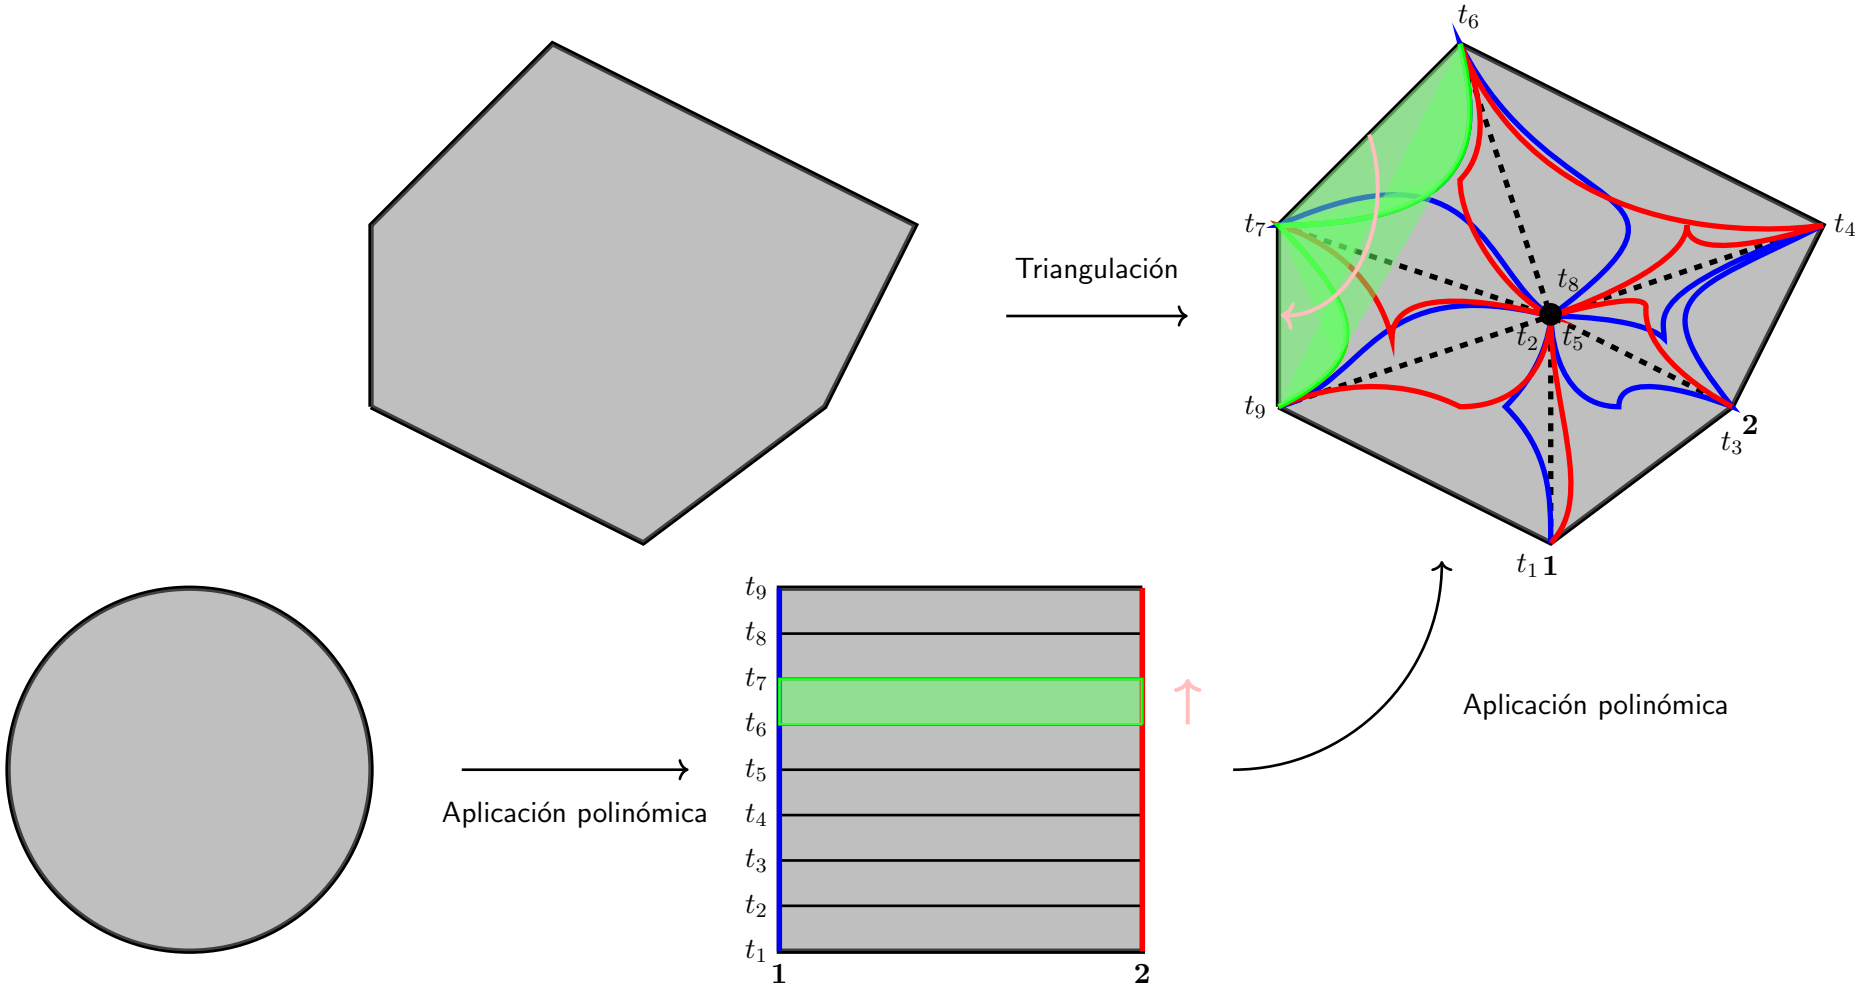 t₆
t₇
t₄
Triangulación
t₈
t₂ t₅
t₉
2
t₃
t₁ 1
t₉
t₈
t₇
t₆
t₅
t₄
t₃
t₂
t₁
1 2
Aplicación polinómica
Aplicación polinómica